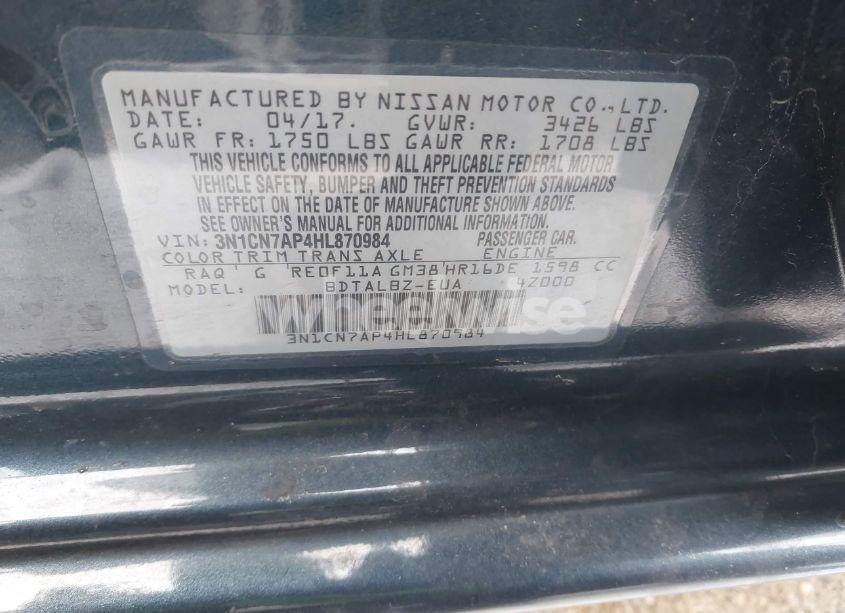 MANUFACTURED BY NISSAN MOTOR CO., LTD.
DATE: 04/17. GVWR: 3426 LBS
GAWR FR: 1750 LBS GAWR RR: 1708 LBS
THIS VEHICLE CONFORMS TO ALL APPLICABLE FEDERAL MOTOR
VEHICLE SAFETY, BUMPER AND THEFT PREVENTION STANDARDS
IN EFFECT ON THE DATE OF MANUFACTURE SHOWN ABOVE.
SEE OWNER'S MANUAL FOR ADDITIONAL INFORMATION.
VIN: 3N1CN7AP4HL870984 PASSENGER CAR.
COLOR TRIM TRANS AXLE ENGINE
RAQ G RE0F11A GM38 HR16DE 1598 CC
MODEL: BDTALBZ-EUA 4Z000
wheelwise
3N1CN7AP4HL870984